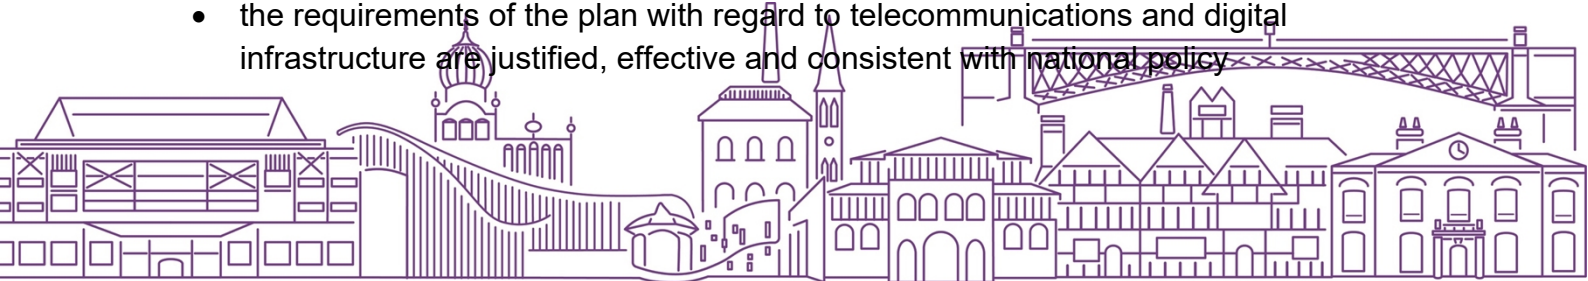 • the requirements of the plan with regard to telecommunications and digital
infrastructure are justified, effective and consistent with national policy